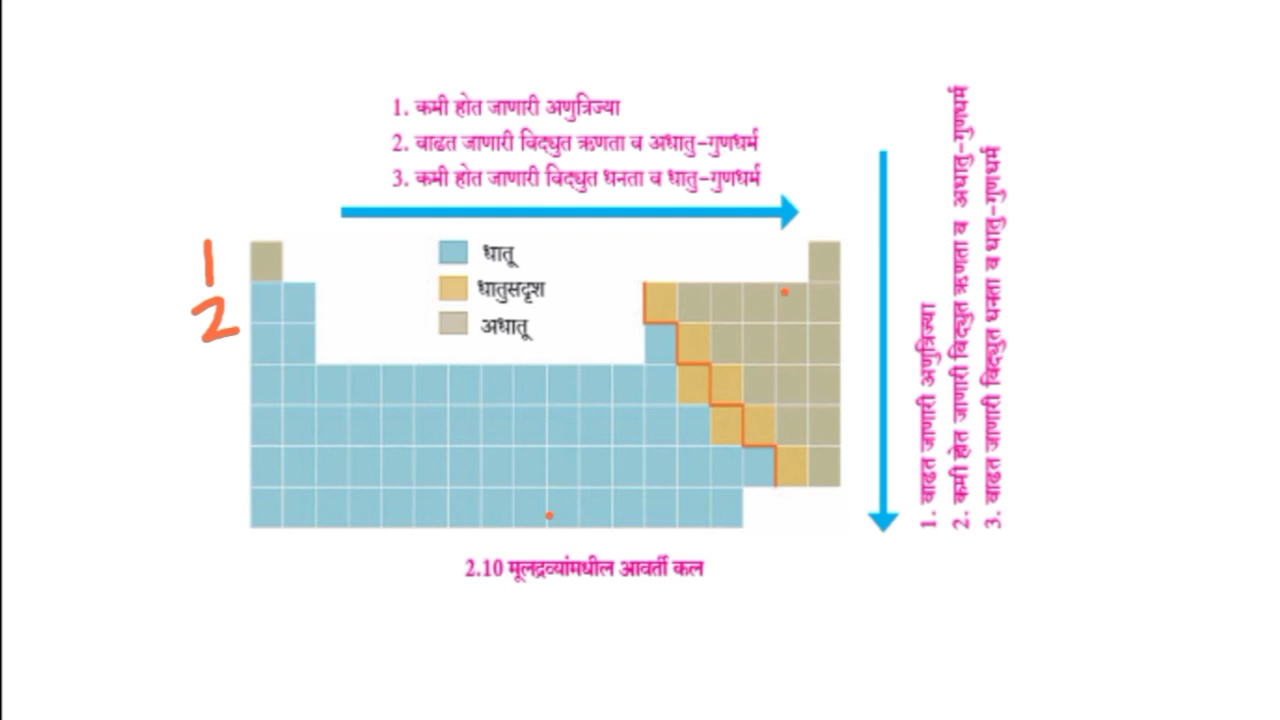 1. कमी होत जाणारी अणुत्रिज्या
2. वाढत जाणारी विद्युत ऋणता व अधातु-गुणधर्म
3. कमी होत जाणारी विद्युत धनता व धातु-गुणधर्म
1
2
धातू
धातुसदृश
अधातू
1. वाढत जाणारी अणुत्रिज्या
2. कमी होत जाणारी विद्युत ऋणता व अधातु-गुणधर्म
3. वाढत जाणारी विद्युत धनता व धातु-गुणधर्म
2.10 मूलद्रव्यांमधील आवर्ती कल